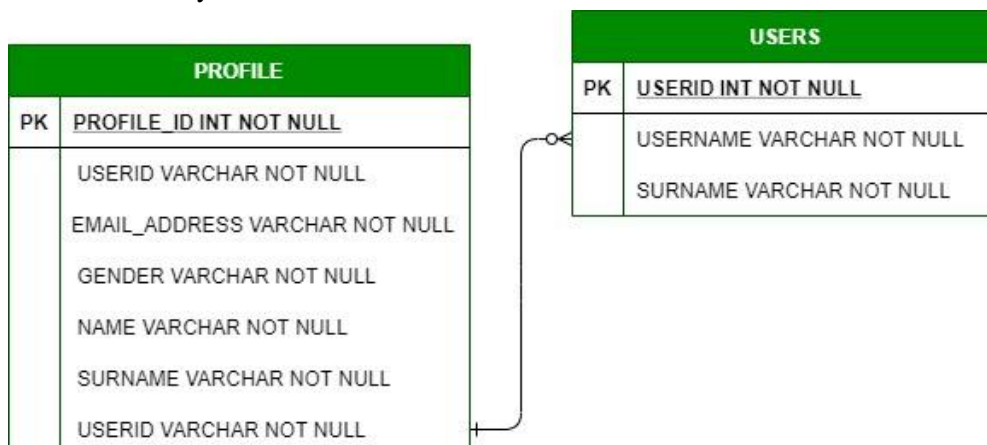 PROFILE
PK PROFILE_ID INT NOT NULL
USERID VARCHAR NOT NULL
EMAIL_ADDRESS VARCHAR NOT NULL
GENDER VARCHAR NOT NULL
NAME VARCHAR NOT NULL
SURNAME VARCHAR NOT NULL
USERID VARCHAR NOT NULL
USERS
PK USERID INT NOT NULL
USERNAME VARCHAR NOT NULL
SURNAME VARCHAR NOT NULL